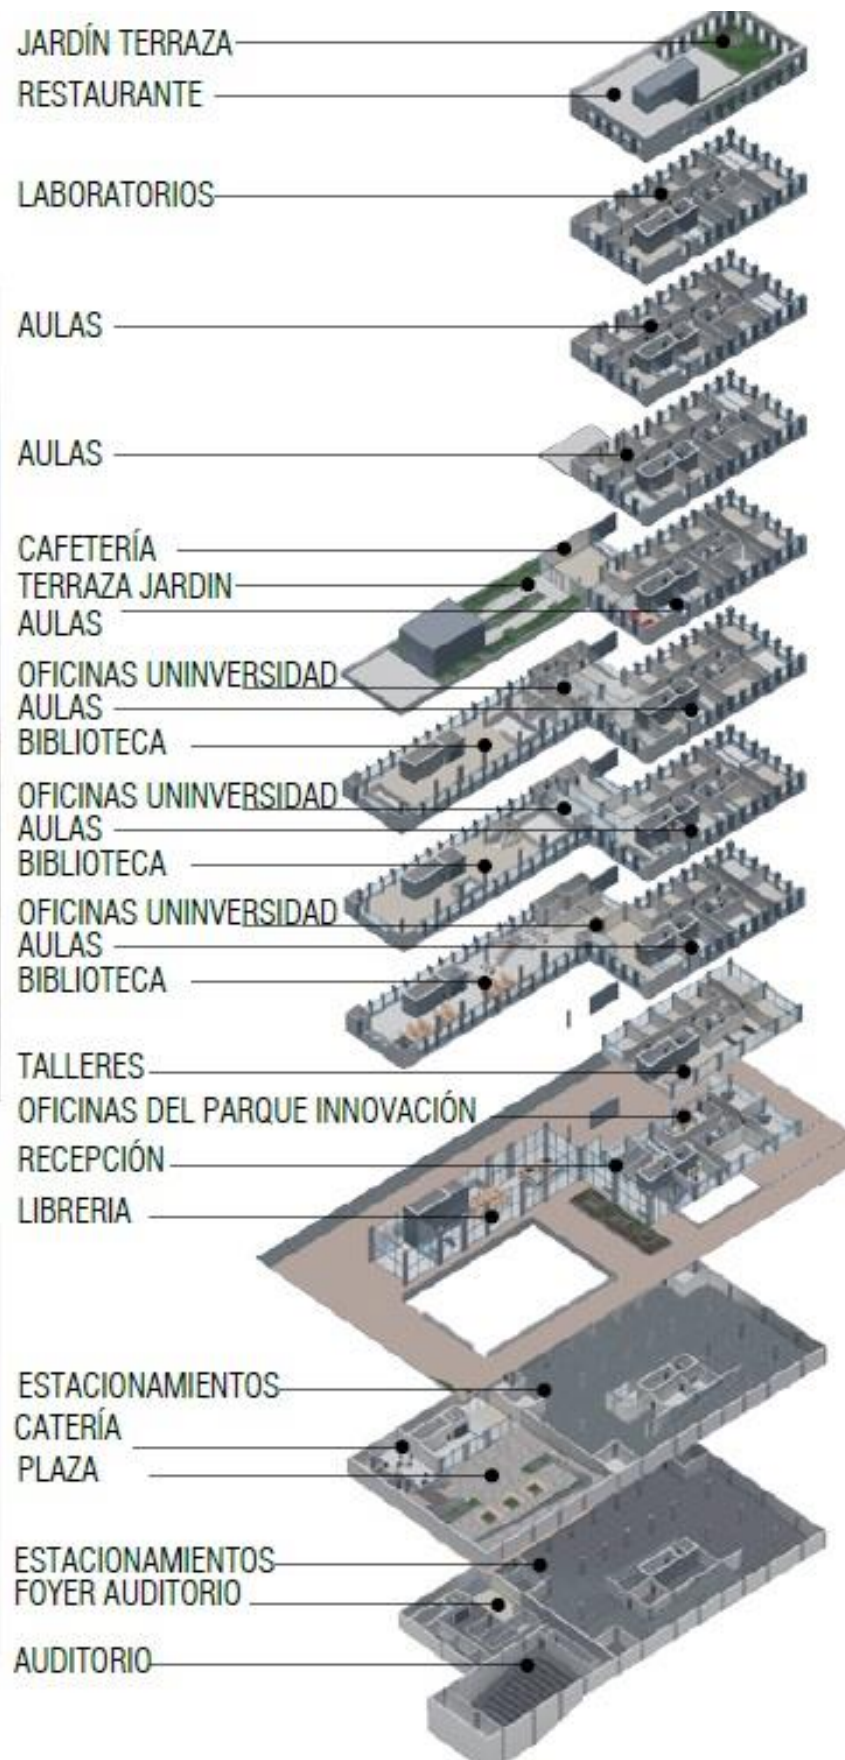 JARDÍN TERRAZA
RESTAURANTE
LABORATORIOS
AULAS
AULAS
CAFETERÍA
TERRAZA JARDIN
AULAS
OFICINAS UNINVERSIDAD
AULAS
BIBLIOTECA
OFICINAS UNINVERSIDAD
AULAS
BIBLIOTECA
OFICINAS UNINVERSIDAD
AULAS
BIBLIOTECA
TALLERES
OFICINAS DEL PARQUE INNOVACIÓN
RECEPCIÓN
LIBRERIA
ESTACIONAMIENTOS
CATERÍA
PLAZA
ESTACIONAMIENTOS
FOYER AUDITORIO
AUDITORIO